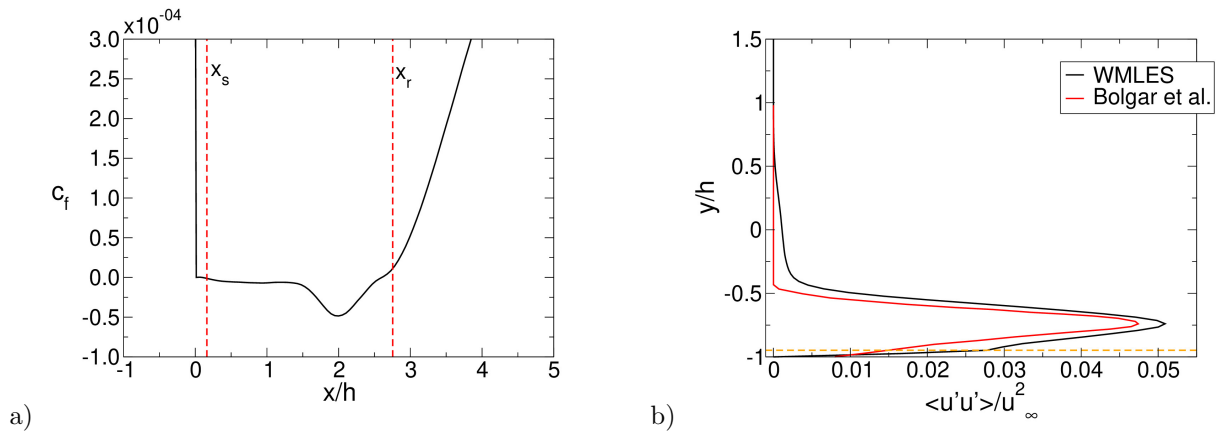 x10^-04
3.0
2.5
2.0
1.5
1.0
0.5
0.0
-0.5
-1.0
c_f
x_s
x_r
-1 0 1 2 3 4 5
x/h
a)
1.5
1
0.5
0
-0.5
-1
y/h
WMLES
Bolgar et al.
0 0.01 0.02 0.03 0.04 0.05
<u'u'>/u^2_∞
b)